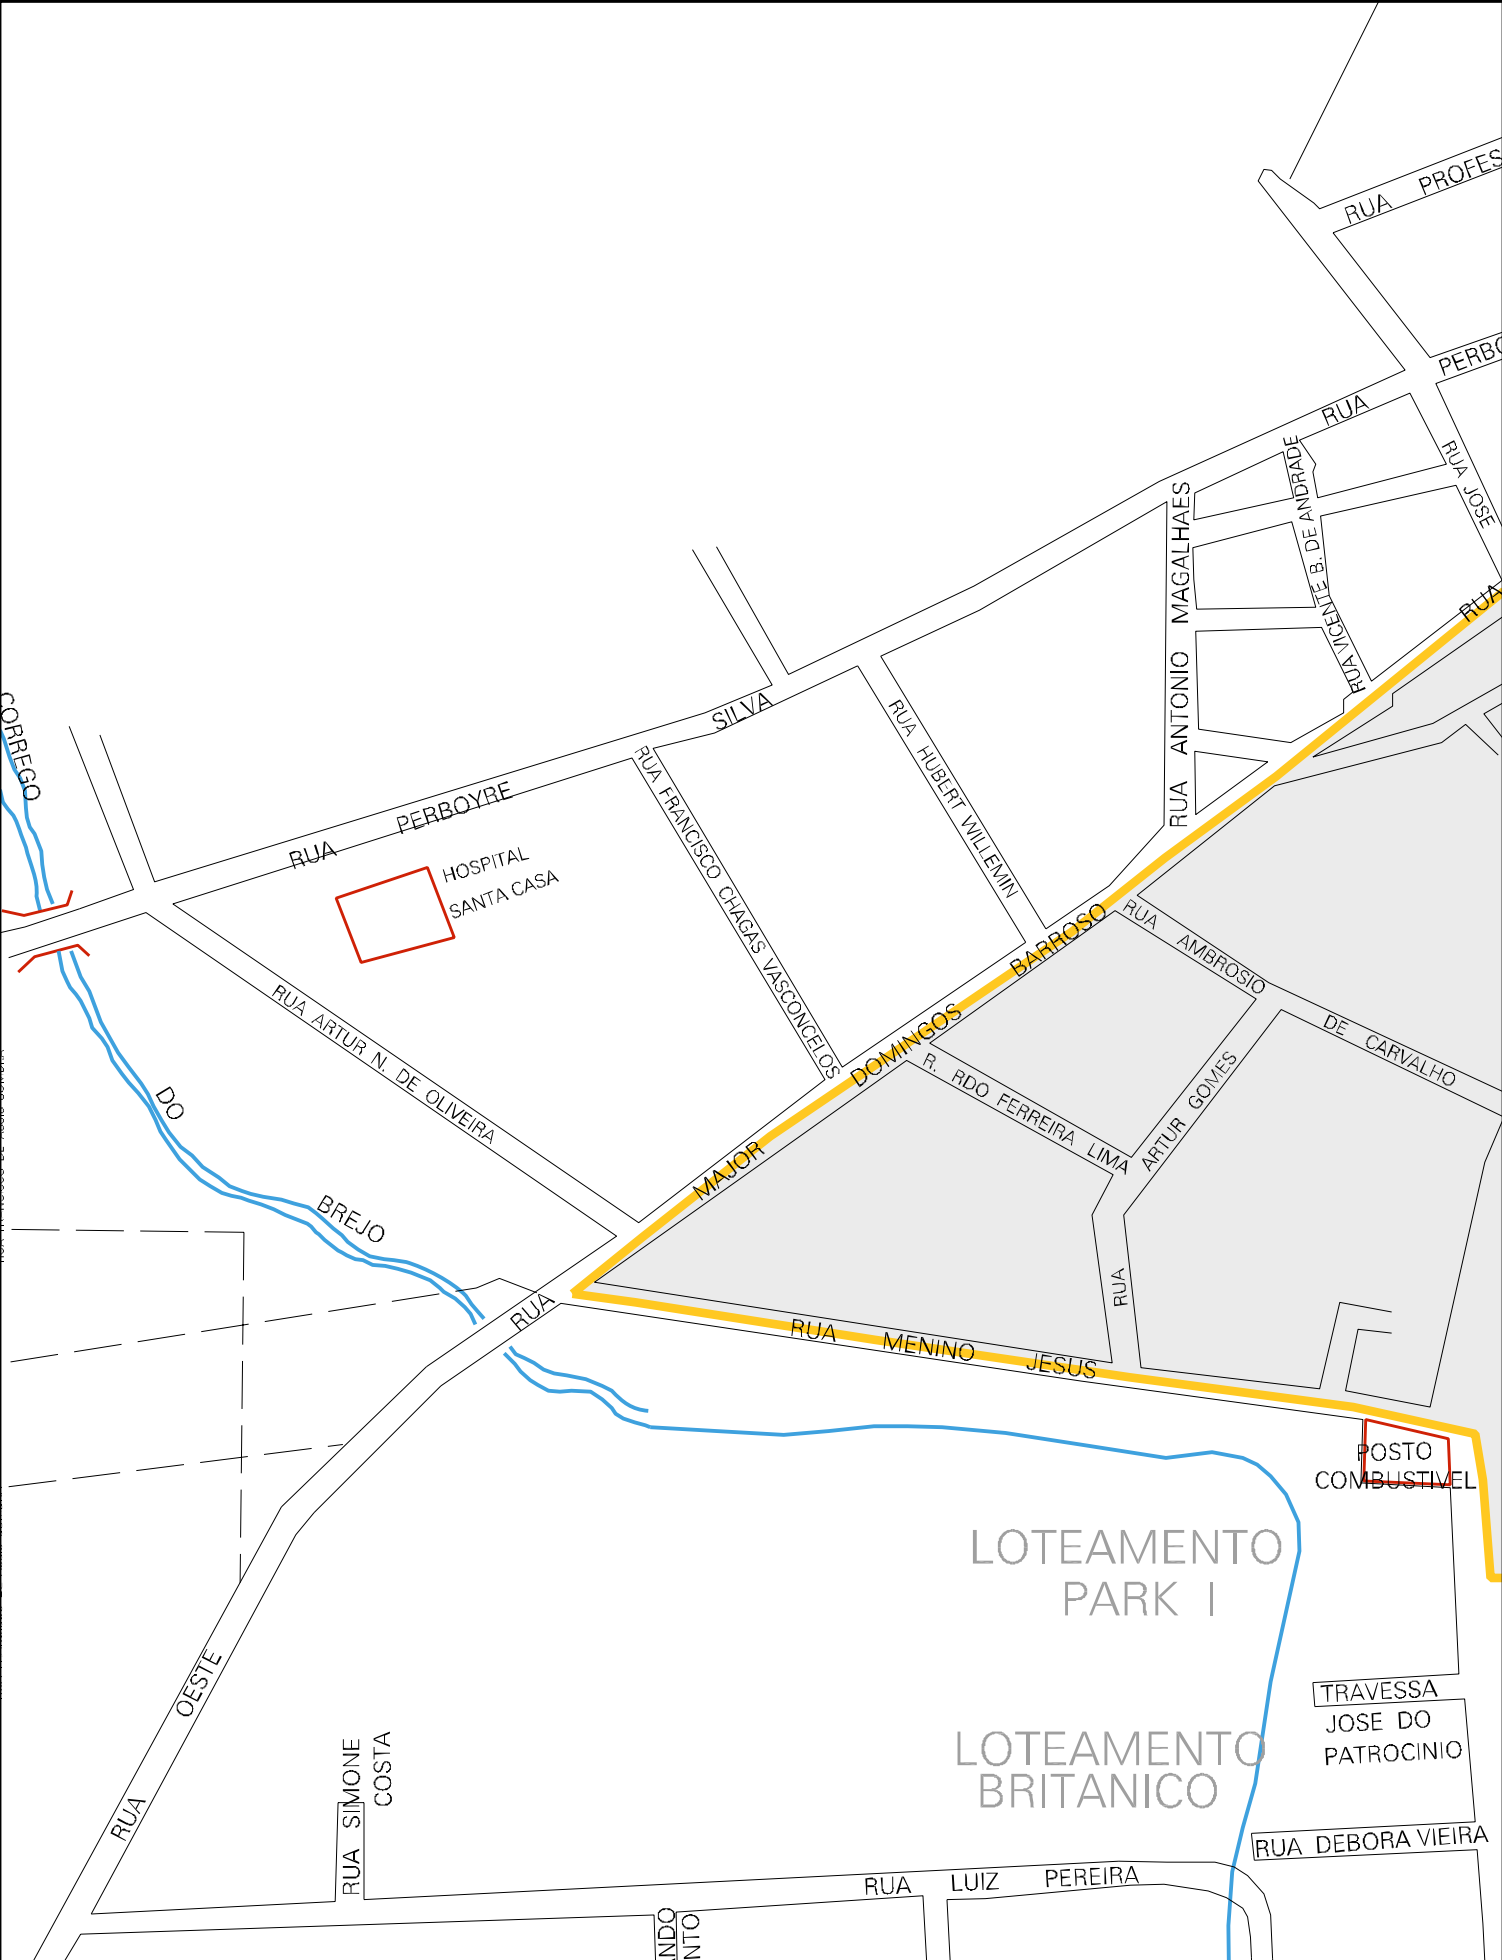 RUA PROFES
PERBO
RUA
RUA JOSE
RUA VICENTE B. DE ANDRADE
RUA ANTONIO MAGALHAES
RUA
CORREGO
SILVA
RUA HUBERT WILLEMIN
RUA FRANCISCO CHAGAS VASCONCELOS
RUA PERBOYRE
HOSPITAL
SANTA CASA
RUA ARTUR N. DE OLIVEIRA
DO
BREJO
MAJOR DOMINGOS BARROSO
RUA AMBROSIO DE CARVALHO
R. RDO FERREIRA LIMA
RUA ARTUR GOMES
RUA
RUA MENINO JESUS
POSTO
COMBUSTIVEL
LOTEAMENTO
PARK I
RUA OESTE
LOTEAMENTO
BRITANICO
TRAVESSA
JOSE DO
PATROCINIO
RUA SIMONE
COSTA
RUA DEBORA VIEIRA
RUA LUIZ PEREIRA
NDO
NTO